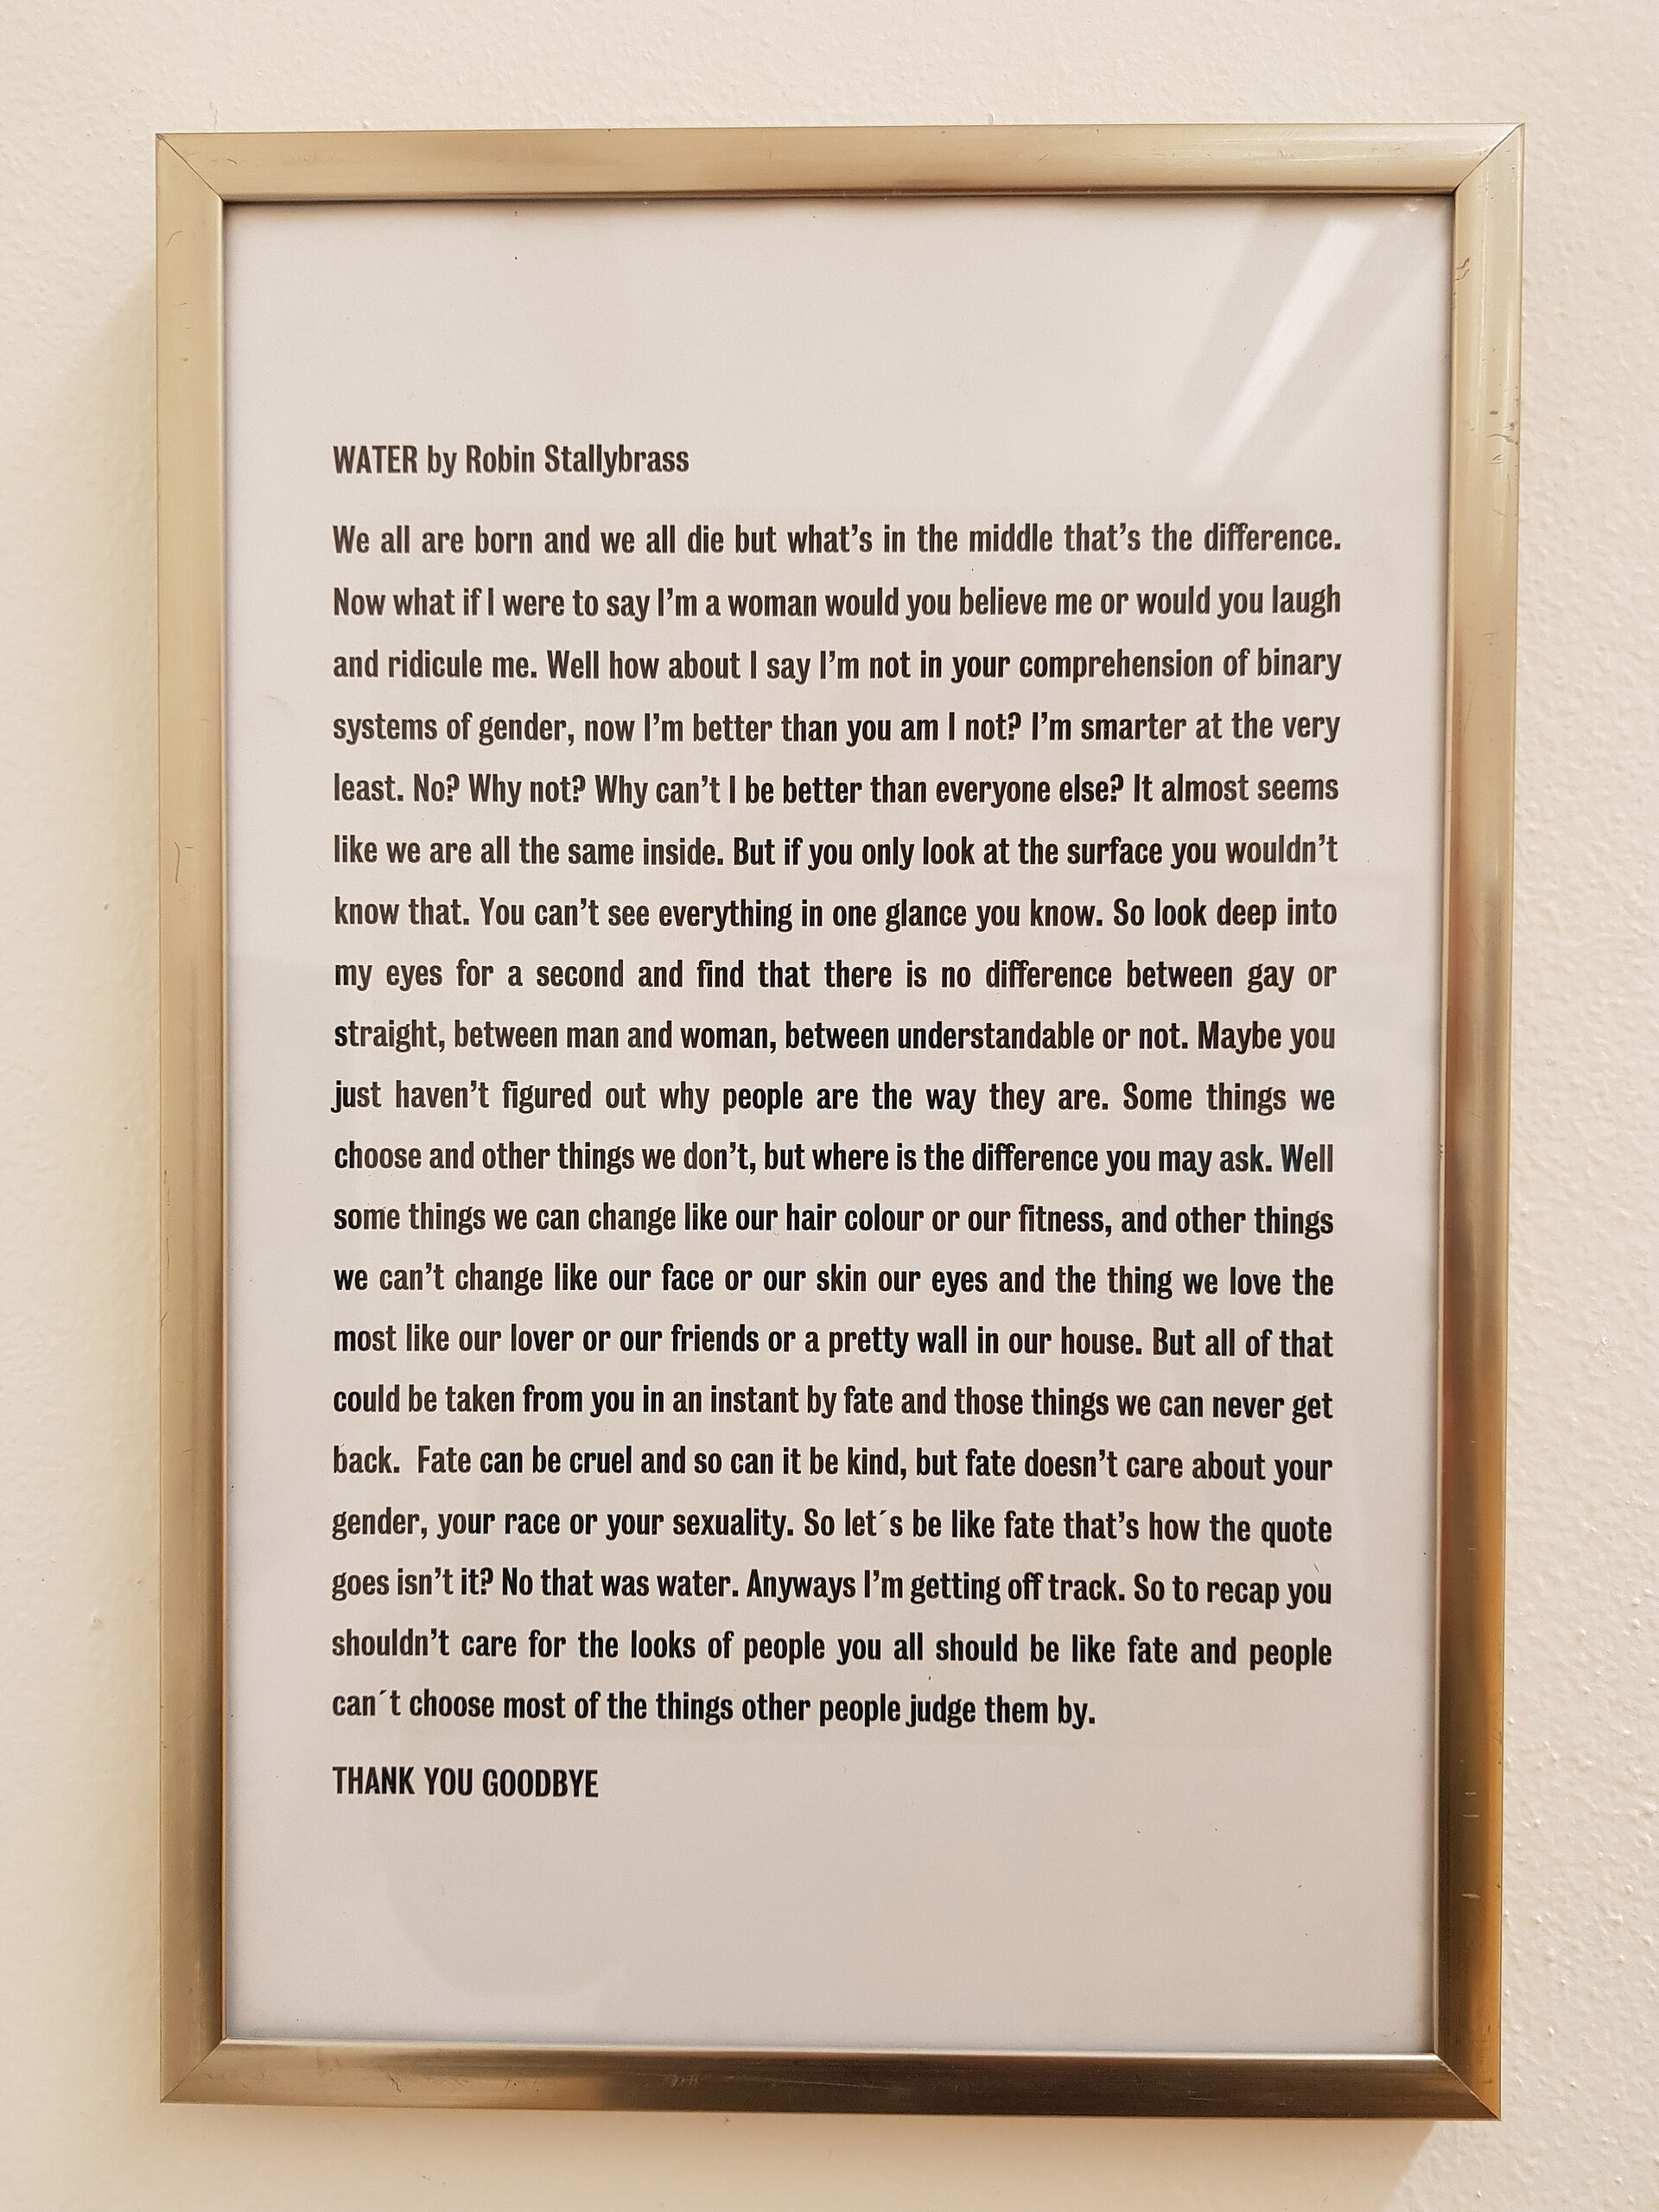 WATER by Robin Stallybrass
We all are born and we all die but what’s in the middle that’s the difference.
Now what if I were to say I’m a woman would you believe me or would you laugh
and ridicule me. Well how about I say I’m not in your comprehension of binary
systems of gender, now I’m better than you am I not? I’m smarter at the very
least. No? Why not? Why can’t I be better than everyone else? It almost seems
like we are all the same inside. But if you only look at the surface you wouldn’t
know that. You can’t see everything in one glance you know. So look deep into
my eyes for a second and find that there is no difference between gay or
straight, between man and woman, between understandable or not. Maybe you
just haven’t figured out why people are the way they are. Some things we
choose and other things we don’t, but where is the difference you may ask. Well
some things we can change like our hair colour or our fitness, and other things
we can’t change like our face or our skin our eyes and the thing we love the
most like our lover or our friends or a pretty wall in our house. But all of that
could be taken from you in an instant by fate and those things we can never get
back.  Fate can be cruel and so can it be kind, but fate doesn’t care about your
gender, your race or your sexuality. So let´s be like fate that’s how the quote
goes isn’t it? No that was water. Anyways I’m getting off track. So to recap you
shouldn’t care for the looks of people you all should be like fate and people
can´t choose most of the things other people judge them by.
THANK YOU GOODBYE